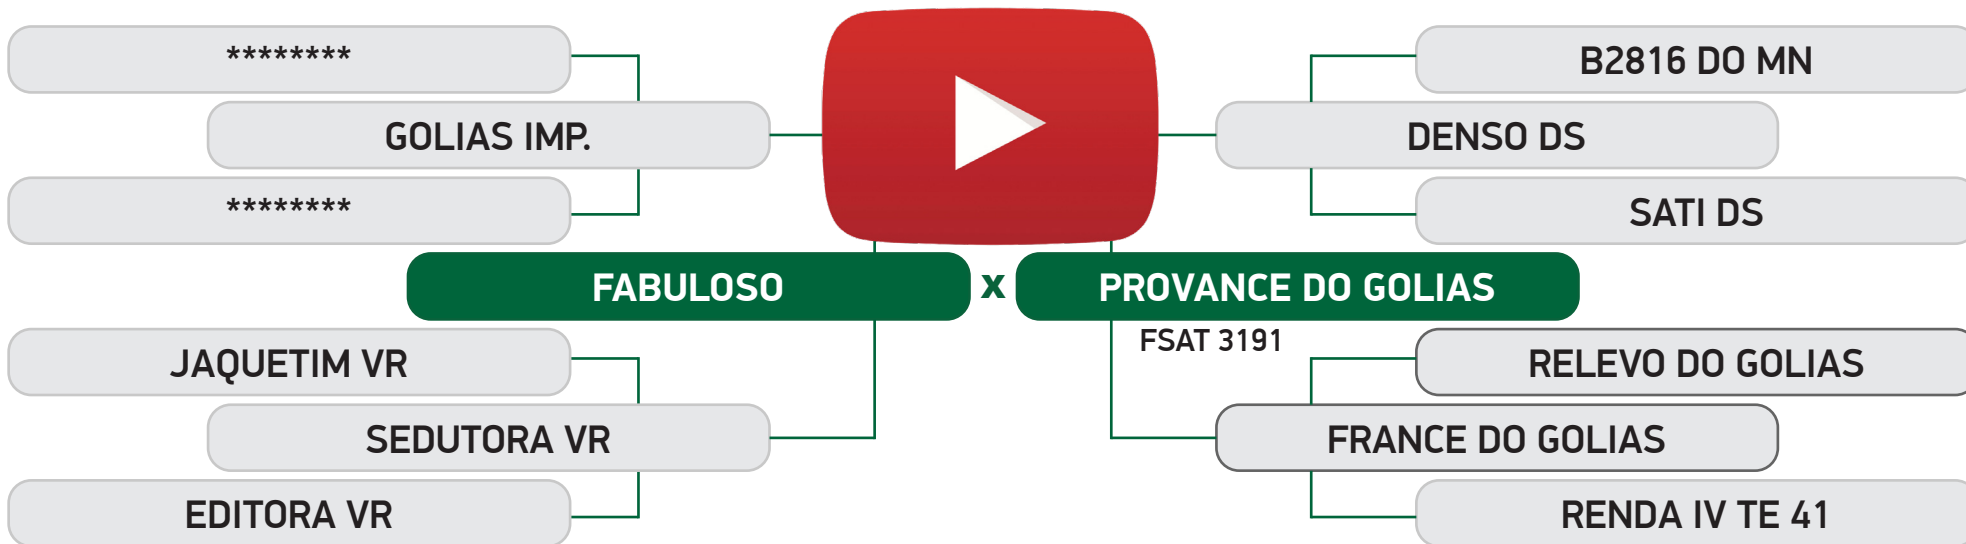 ********
GOLIAS IMP.
********
FABULOSO
JAQUETIM VR
SEDUTORA VR
EDITORA VR
x
B2816 DO MN
DENSO DS
SATI DS
PROVANCE DO GOLIAS
FSAT 3191
RELEVO DO GOLIAS
FRANCE DO GOLIAS
RENDA IV TE 41